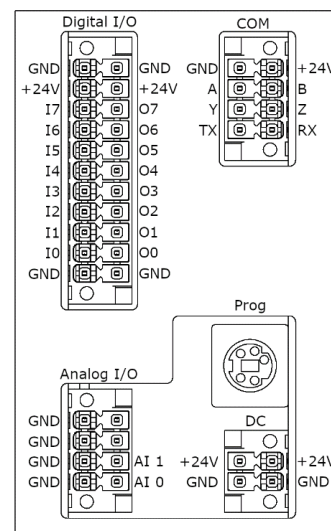 Digital I/O COM
GND GND GND +24V
+24V +24V A B
I7 O7 Y Z
I6 O6 TX RX
I5 O5
I4 O4
I3 O3
I2 O2
I1 O1
I0 O0
GND GND
Prog
Analog I/O
DC
GND
GND
GND AI 1 +24V +24V
GND AI 0 GND GND